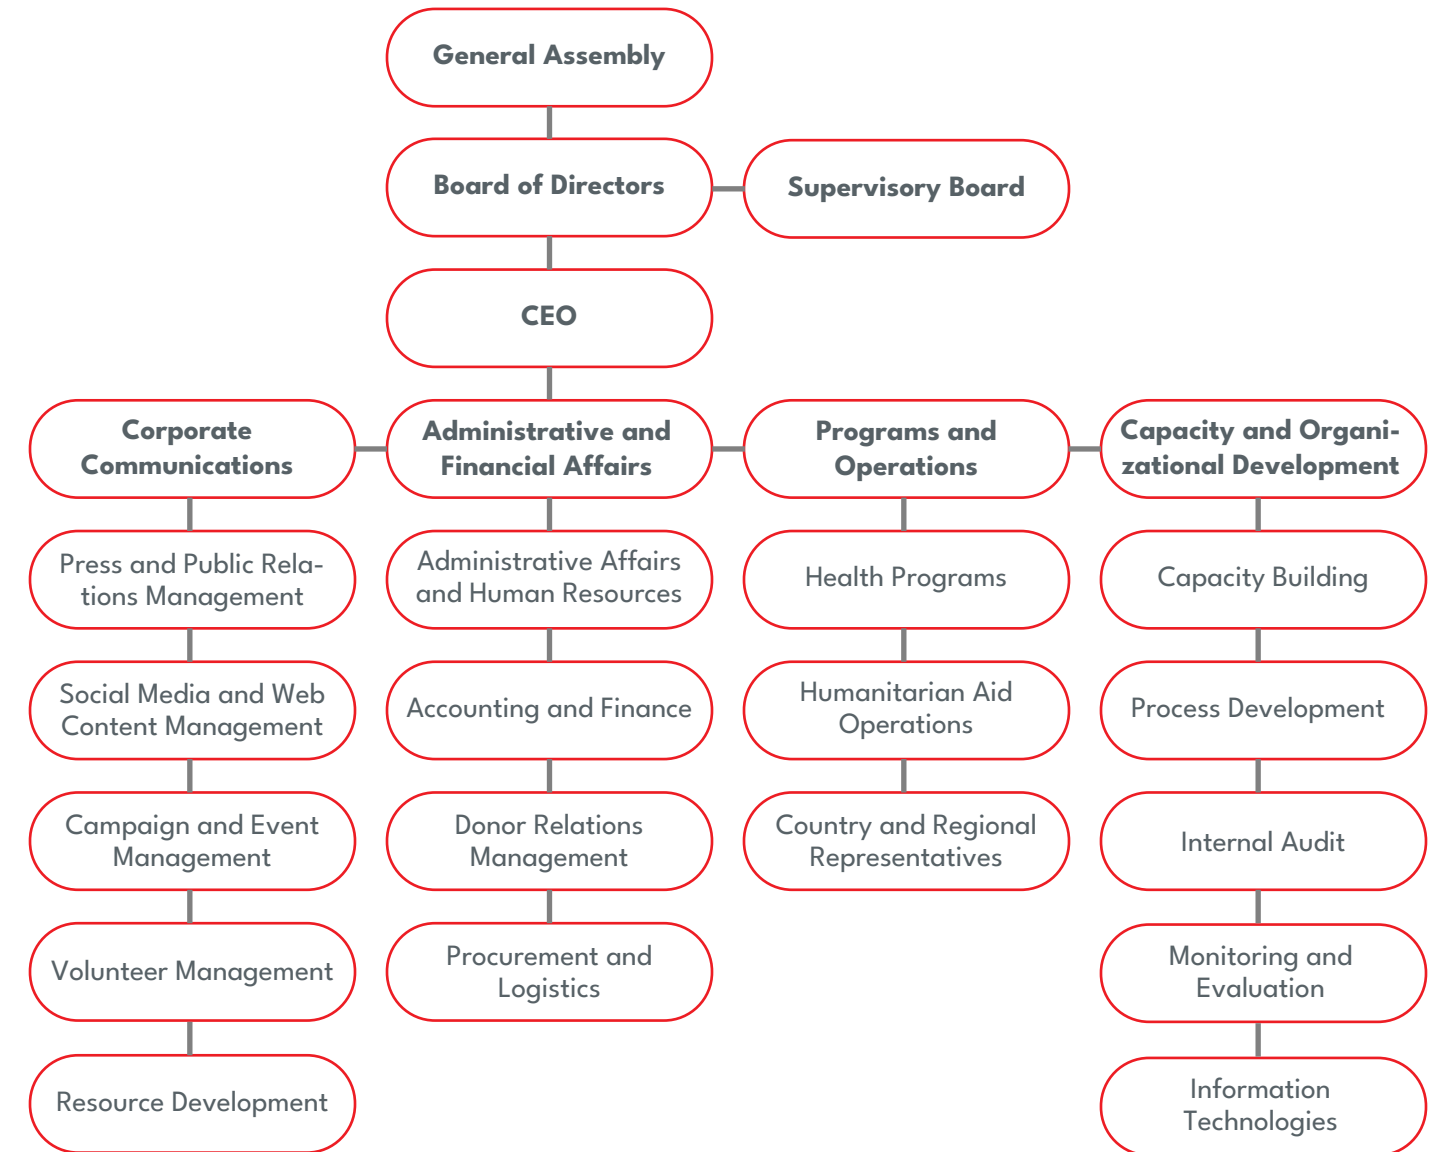 General Assembly
Board of Directors
Supervisory Board
CEO
Corporate
Communications
Administrative and
Financial Affairs
Programs and
Operations
Capacity and Organi-
zational Development
Press and Public Rela-
tions Management
Social Media and Web
Content Management
Campaign and Event
Management
Volunteer Management
Resource Development
Administrative Affairs
and Human Resources
Accounting and Finance
Donor Relations
Management
Procurement and
Logistics
Health Programs
Humanitarian Aid
Operations
Country and Regional
Representatives
Capacity Building
Process Development
Internal Audit
Monitoring and
Evaluation
Information
Technologies